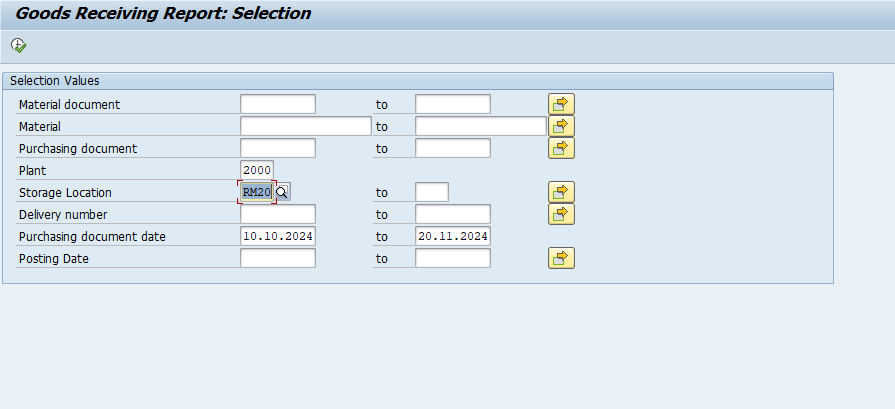 Goods Receiving Report: Selection
Selection Values
Material document to
Material to
Purchasing document to
Plant 2000
Storage Location RM20 to
Delivery number to
Purchasing document date 10.10.2024 to 20.11.2024
Posting Date to